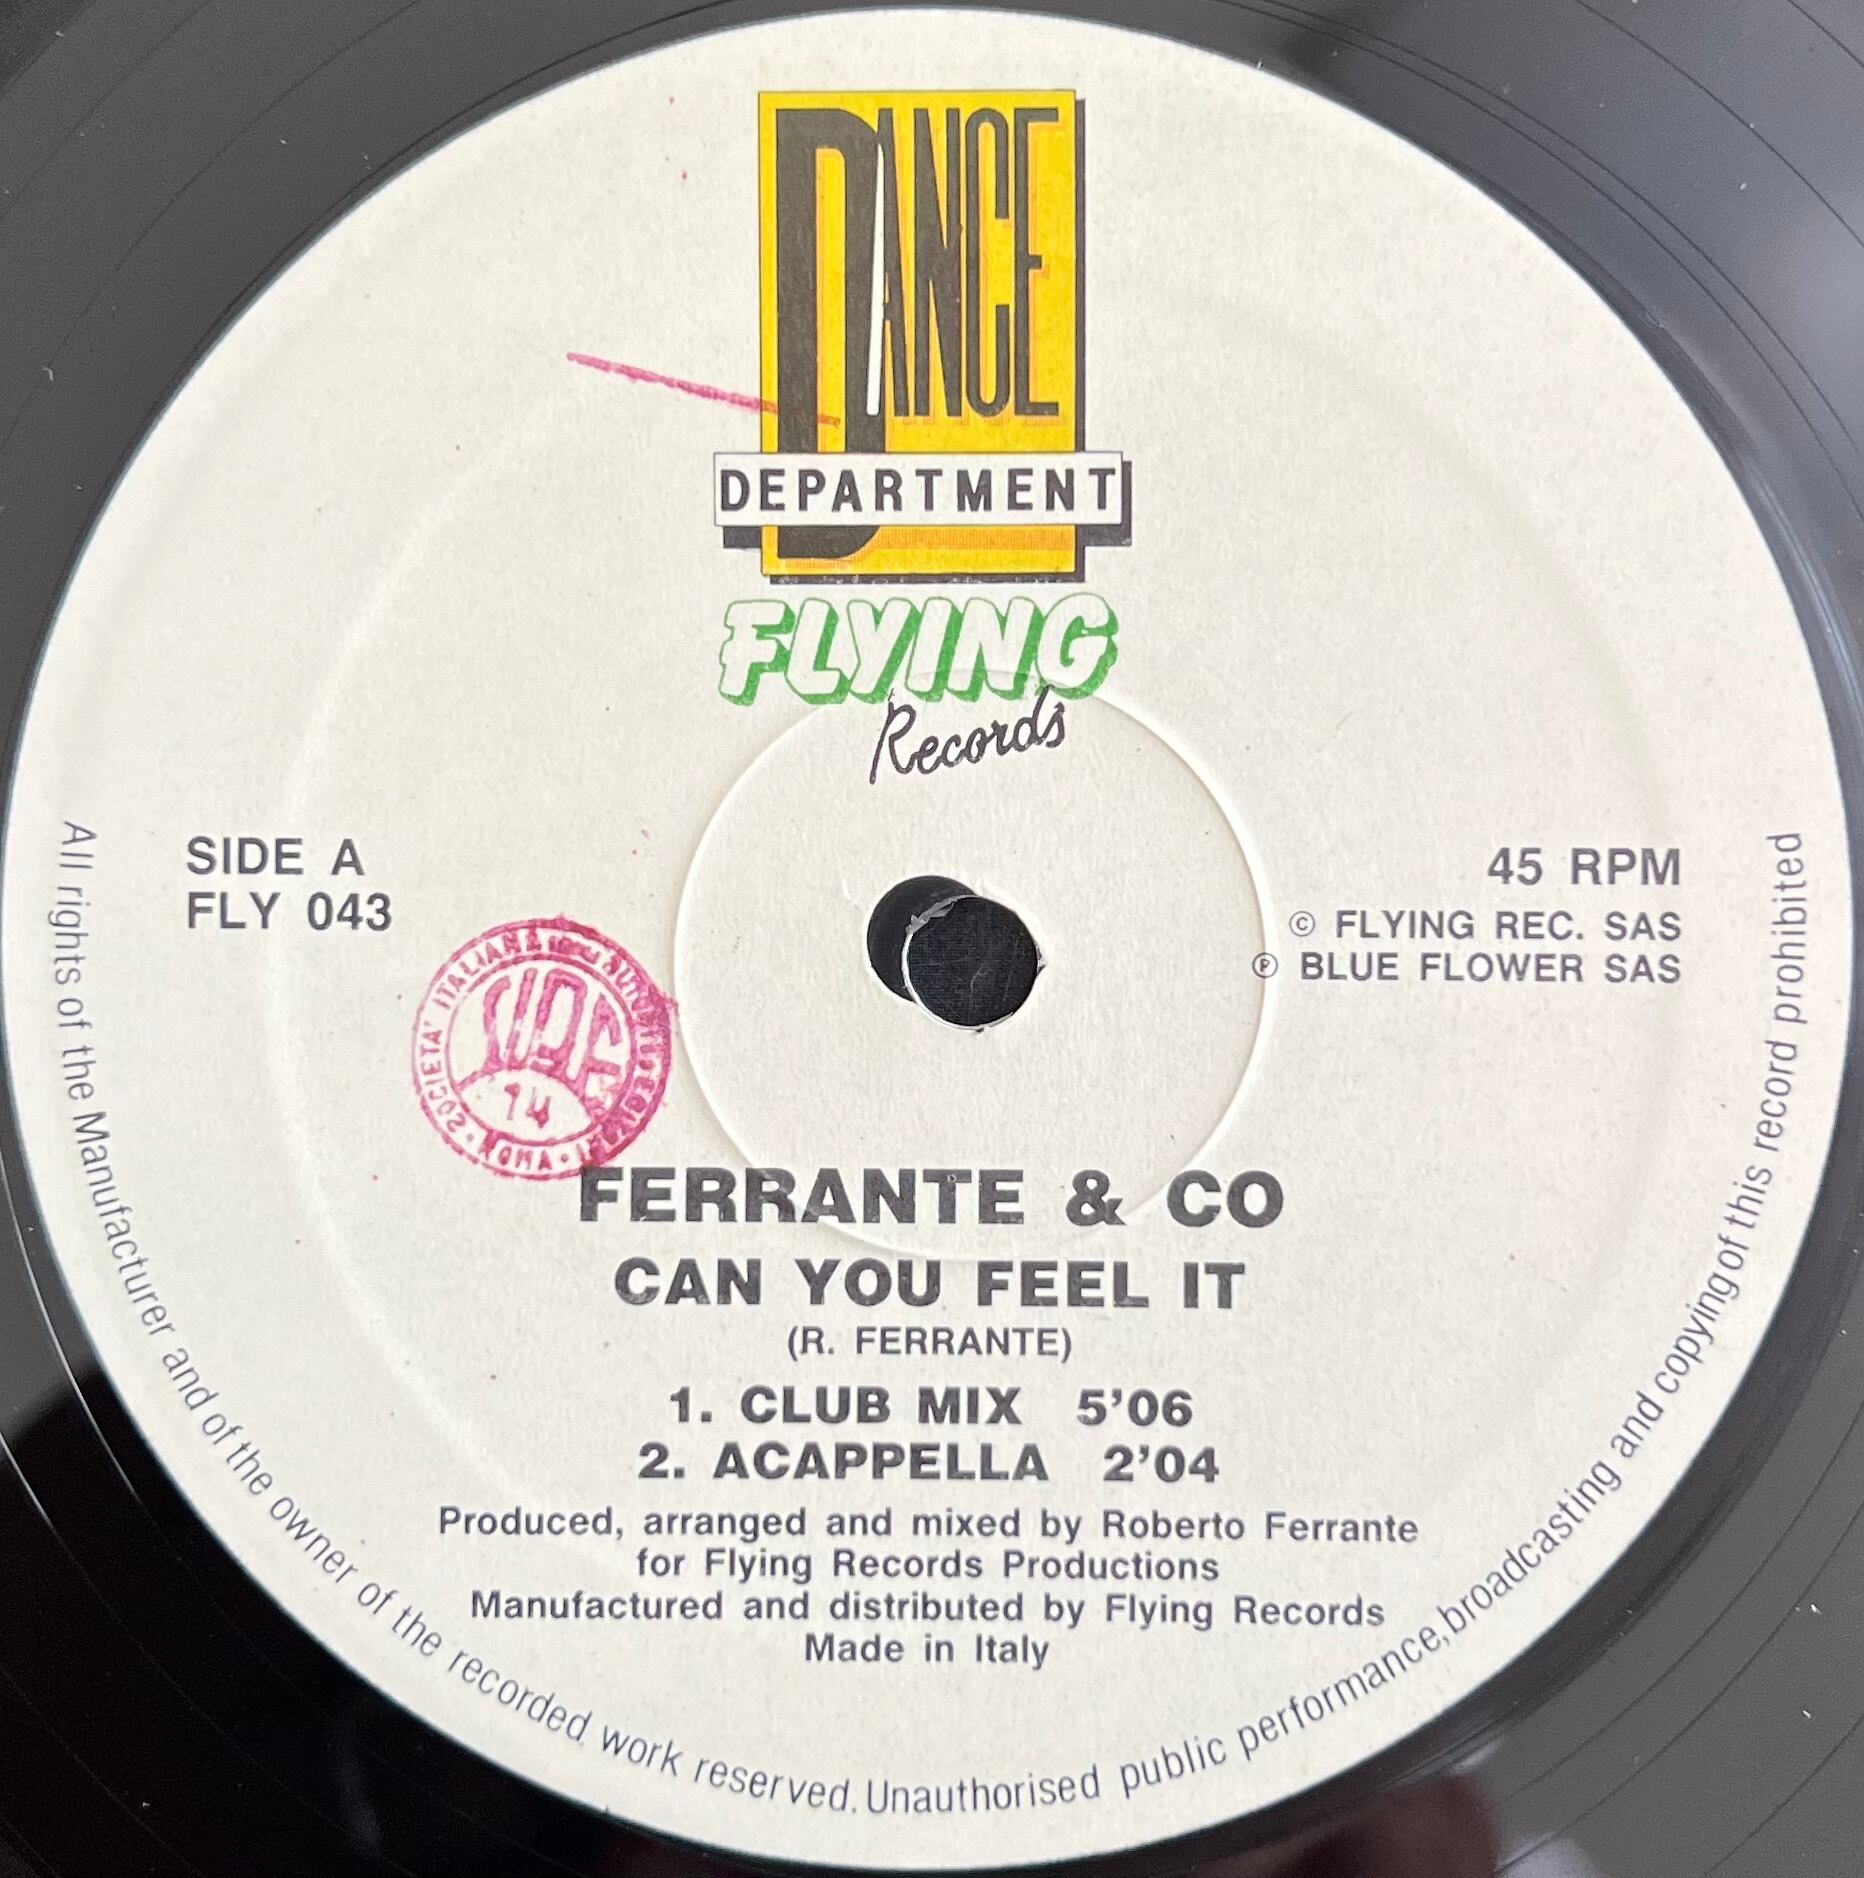 DANCE
DEPARTMENT
FLYING
Records
SIDE A
FLY 043
45 RPM
© FLYING REC. SAS
℗ BLUE FLOWER SAS
SOCIETA' ITALIANA AUTORI ED EDITORI · ROMA ·
SIAE
14
FERRANTE & CO
CAN YOU FEEL IT
(R. FERRANTE)
1. CLUB MIX 5'06
2. ACAPPELLA 2'04
Produced, arranged and mixed by Roberto Ferrante
for Flying Records Productions
Manufactured and distributed by Flying Records
Made in Italy
All rights of the Manufacturer and of the owner of the recorded work reserved. Unauthorised public performance, broadcasting and copying of this record prohibited